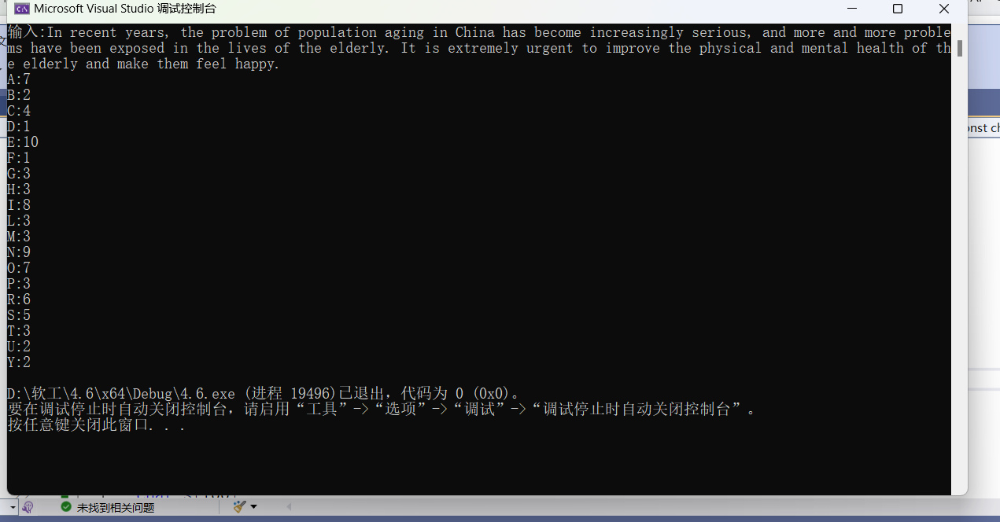 Microsoft Visual Studio 调试控制台
输入:In recent years, the problem of population aging in China has become increasingly serious, and more and more proble
ms have been exposed in the lives of the elderly. It is extremely urgent to improve the physical and mental health of th
e elderly and make them feel happy.
A:7
B:2
C:4
D:1
E:10
F:1
G:3
H:3
I:8
L:3
M:3
N:9
O:7
P:3
R:6
S:5
T:3
U:2
Y:2
D:\软工\4.6\x64\Debug\4.6.exe (进程 19496)已退出，代码为 0 (0x0)。
要在调试停止时自动关闭控制台，请启用“工具”->“选项”->“调试”->“调试停止时自动关闭控制台”。
按任意键关闭此窗口. . .
未找到相关问题